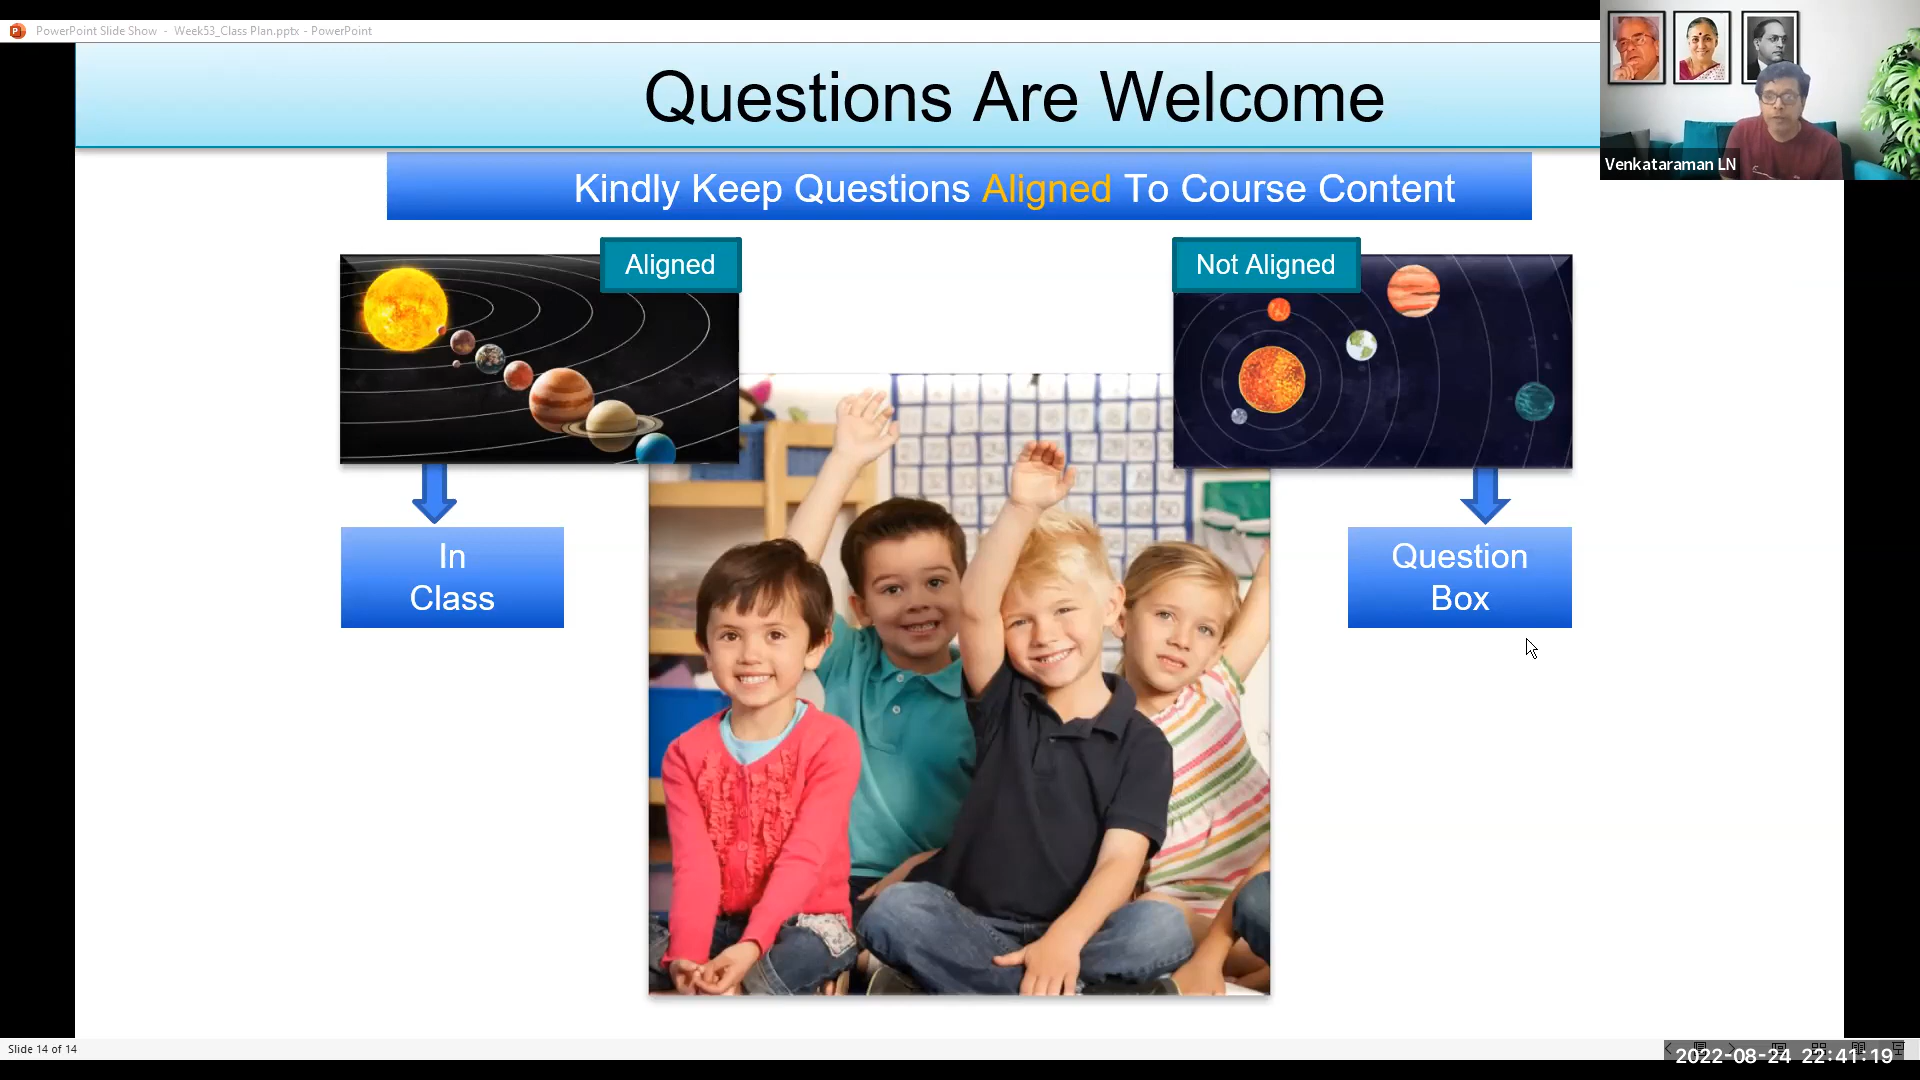 PowerPoint Slide Show - Week53_Class Plan.pptx - PowerPoint
Questions Are Welcome
Venkataraman LN
Kindly Keep Questions Aligned To Course Content
Aligned
Not Aligned
In
Class
Question
Box
Slide 14 of 14
2022-08-24 22:41:19